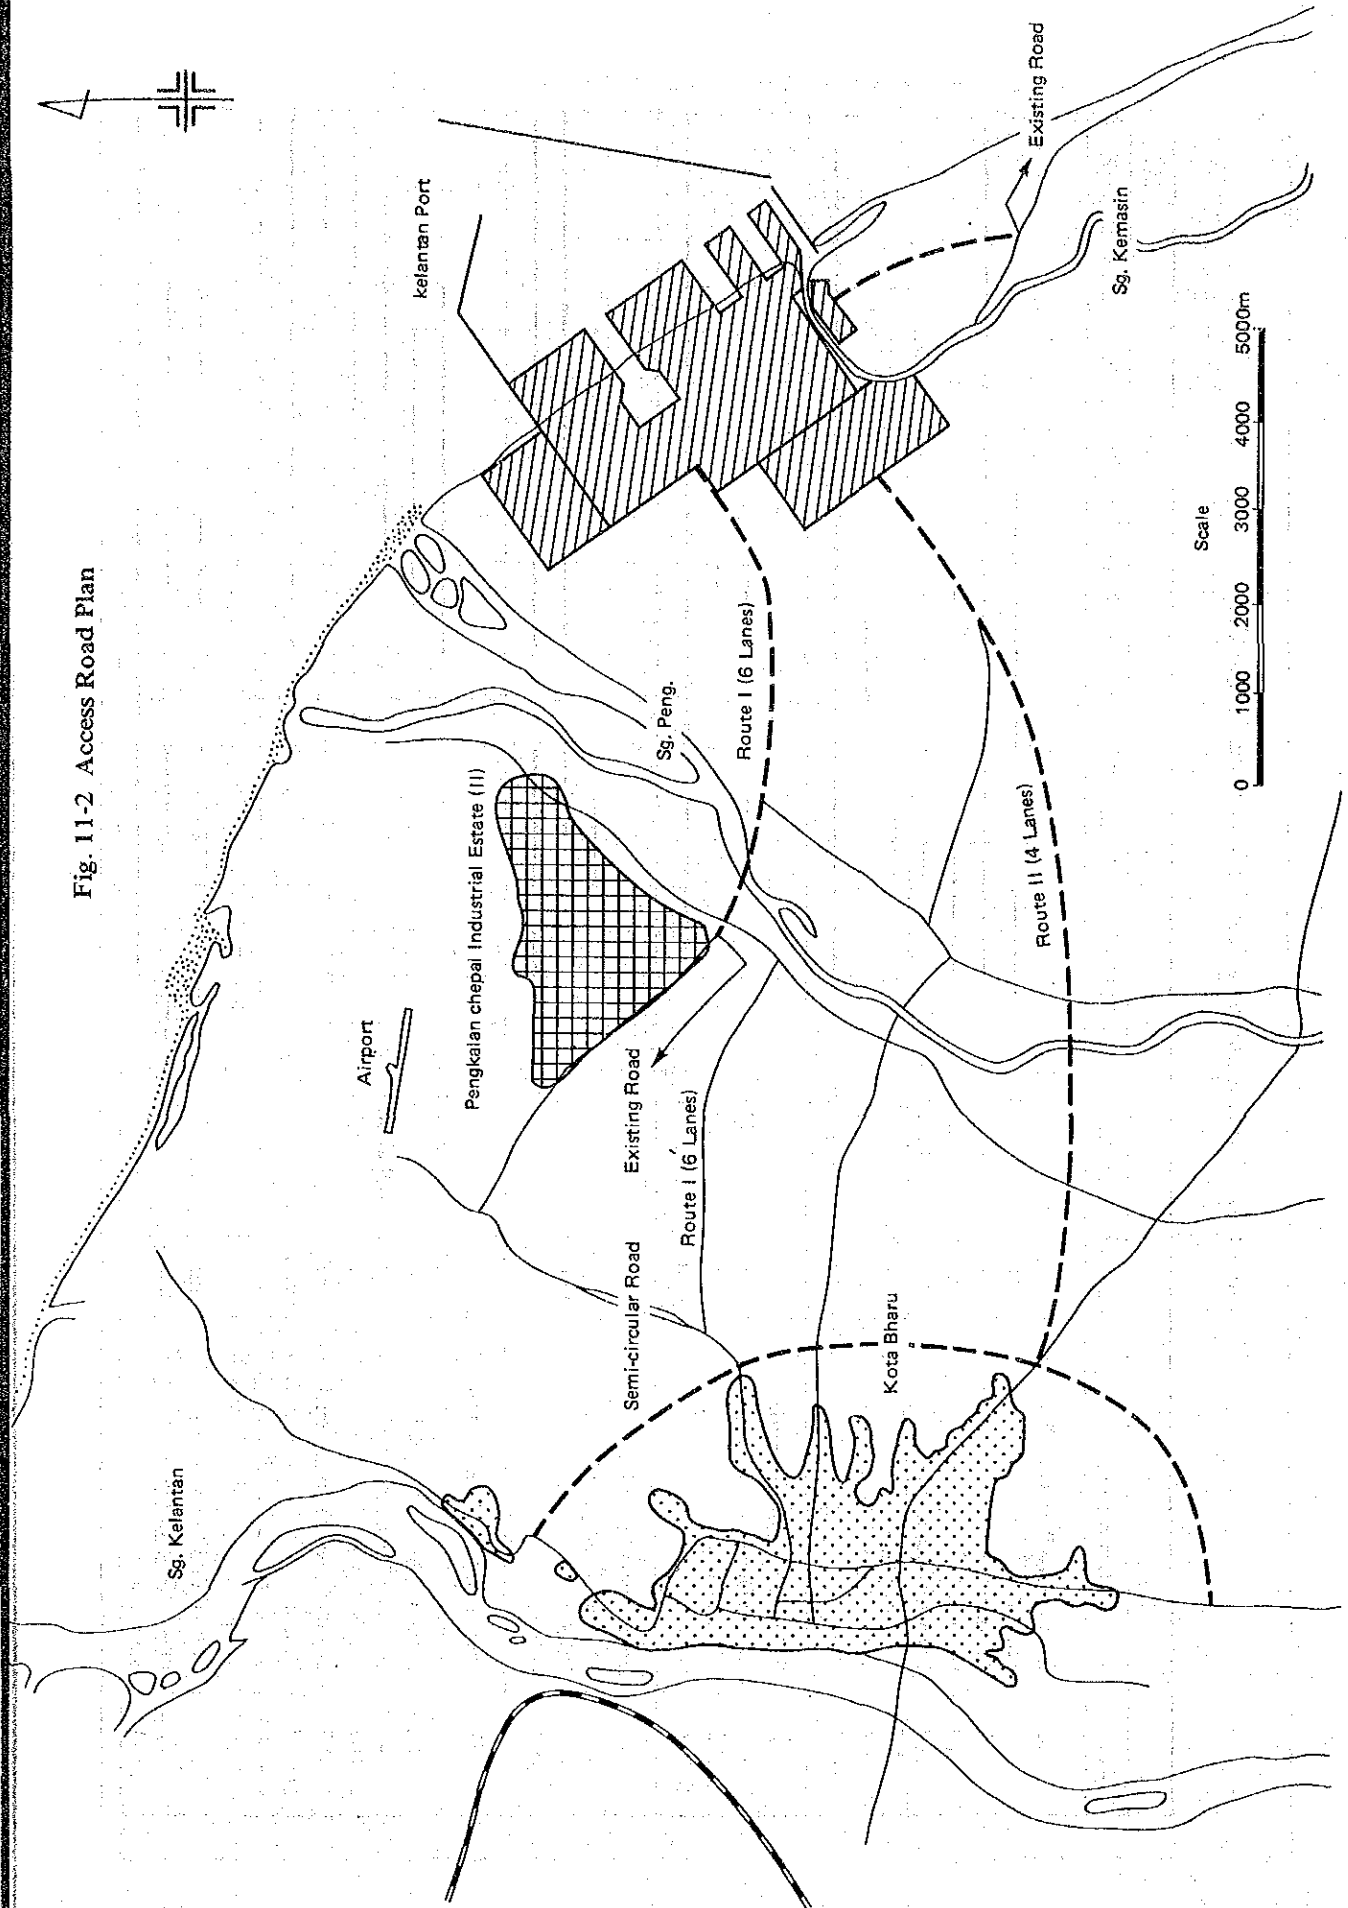 Fig. 11-2 Access Road Plan
Sg. Kelantan
Airport
kelantan Port
Pengkalan chepal Industrial Estate (II)
Semi-circular Road
Existing Road
Sg. Peng.
Route I (6 Lanes)
Route I (6 Lanes)
Kota Bharu
Route II (4 Lanes)
Existing Road
Sg. Kemasin
Scale
0 1000 2000 3000 4000 5000m